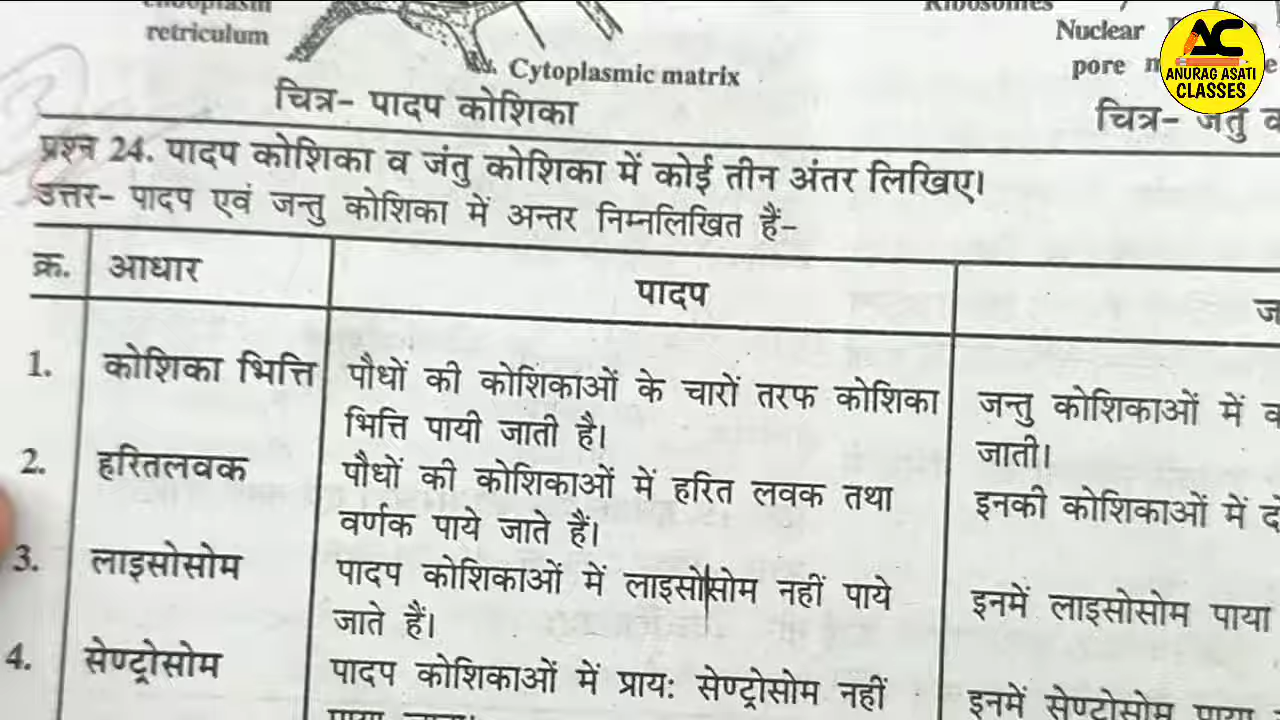 retriculum
Cytoplasmic matrix
Nuclear
pore
ANURAG ASATI
CLASSES
चित्र- पादप कोशिका
चित्र- जंतु
प्रश्न 24. पादप कोशिका व जंतु कोशिका में कोई तीन अंतर लिखिए।
उत्तर- पादप एवं जन्तु कोशिका में अन्तर निम्नलिखित हैं-
क्र. आधार पादप
1. कोशिका भित्ति पौधों की कोशिकाओं के चारों तरफ कोशिका जन्तु कोशिकाओं में
भित्ति पायी जाती है। जाती।
2. हरितलवक पौधों की कोशिकाओं में हरित लवक तथा इनकी कोशिकाओं में
वर्णक पाये जाते हैं।
3. लाइसोसोम पादप कोशिकाओं में लाइसोसोम नहीं पाये इनमें लाइसोसोम पाया
जाते हैं।
4. सेण्ट्रोसोम पादप कोशिकाओं में प्राय: सेण्ट्रोसोम नहीं इनमें सेण्ट्रोसोम पाया